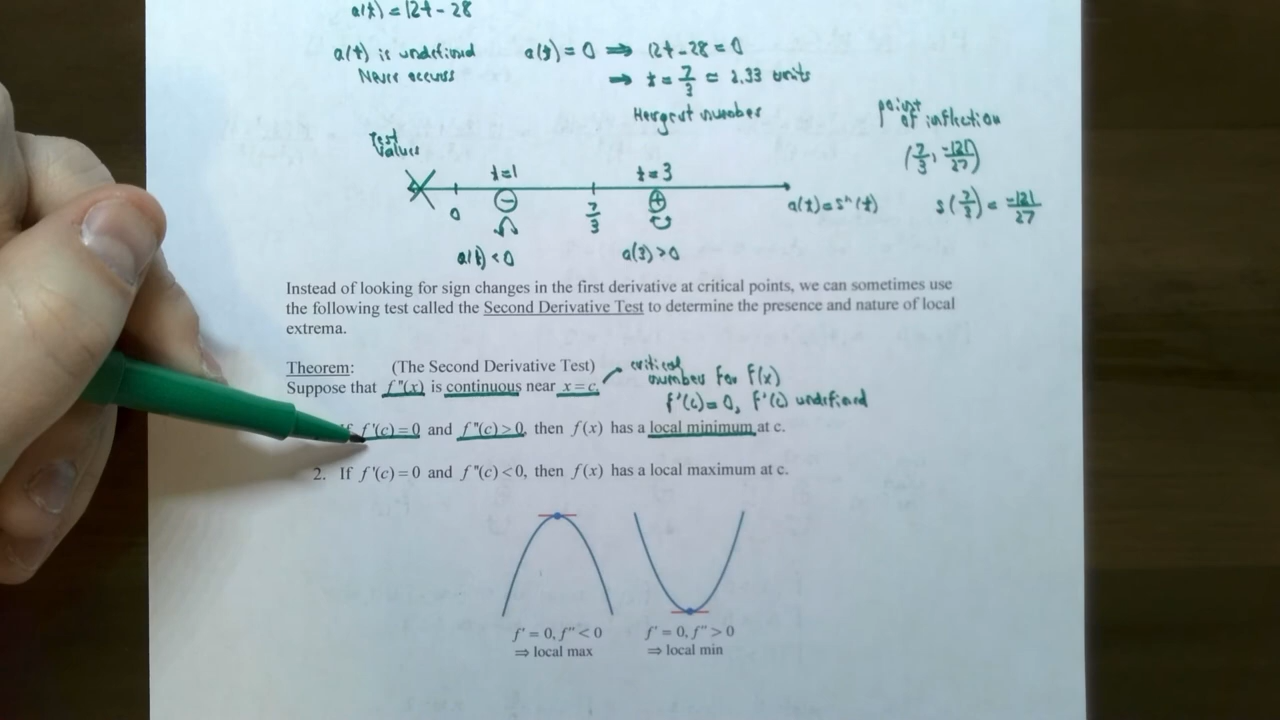 a(t) = 12t - 28
a(t) is undefined a(t) = 0 ⇒ 12t - 28 = 0
Never occurs ⇒ t = 7/3 ≈ 2.33 units
number
point
of inflection
(7/3, -121/27)
Test
Values
t=1 t=3
0 − 7/3 + a(t) = s''(t) s(7/3) = -121/27
a(1) < 0 a(3) > 0
Instead of looking for sign changes in the first derivative at critical points, we can sometimes use
the following test called the Second Derivative Test to determine the presence and nature of local
extrema.
Theorem: (The Second Derivative Test) critical
Suppose that f "(x) is continuous near x = c. numbers for f(x)
f'(c) = 0, f'(c) undefined
f '(c) = 0 and f "(c) > 0, then f(x) has a local minimum at c.
2. If f '(c) = 0 and f "(c) < 0, then f(x) has a local maximum at c.
f' = 0, f" < 0 f' = 0, f" > 0
⇒ local max ⇒ local min